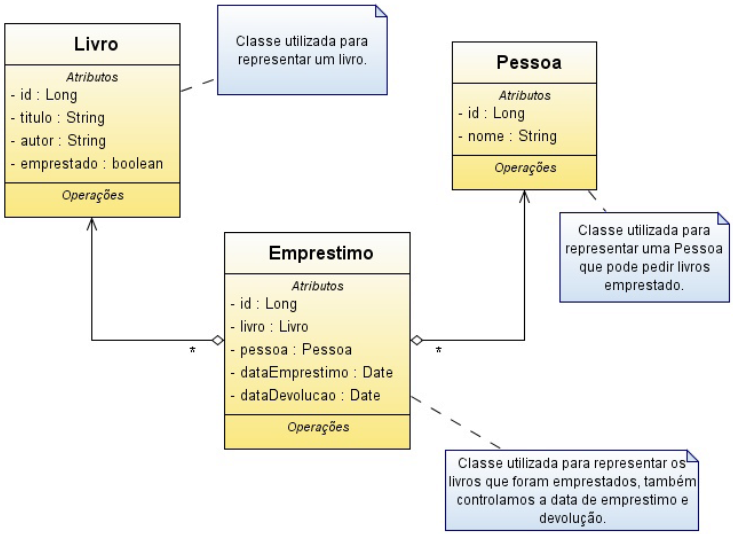 Livro
Atributos
- id : Long
- titulo : String
- autor : String
- emprestado : boolean
Operações
Classe utilizada para
representar um livro.
Pessoa
Atributos
- id : Long
- nome : String
Operações
Classe utilizada para
representar uma Pessoa
que pode pedir livros
emprestado.
Emprestimo
Atributos
- id : Long
- livro : Livro
- pessoa : Pessoa
- dataEmprestimo : Date
- dataDevolucao : Date
Operações
*
*
Classe utilizada para representar os
livros que foram emprestados, também
controlamos a data de emprestimo e
devolução.